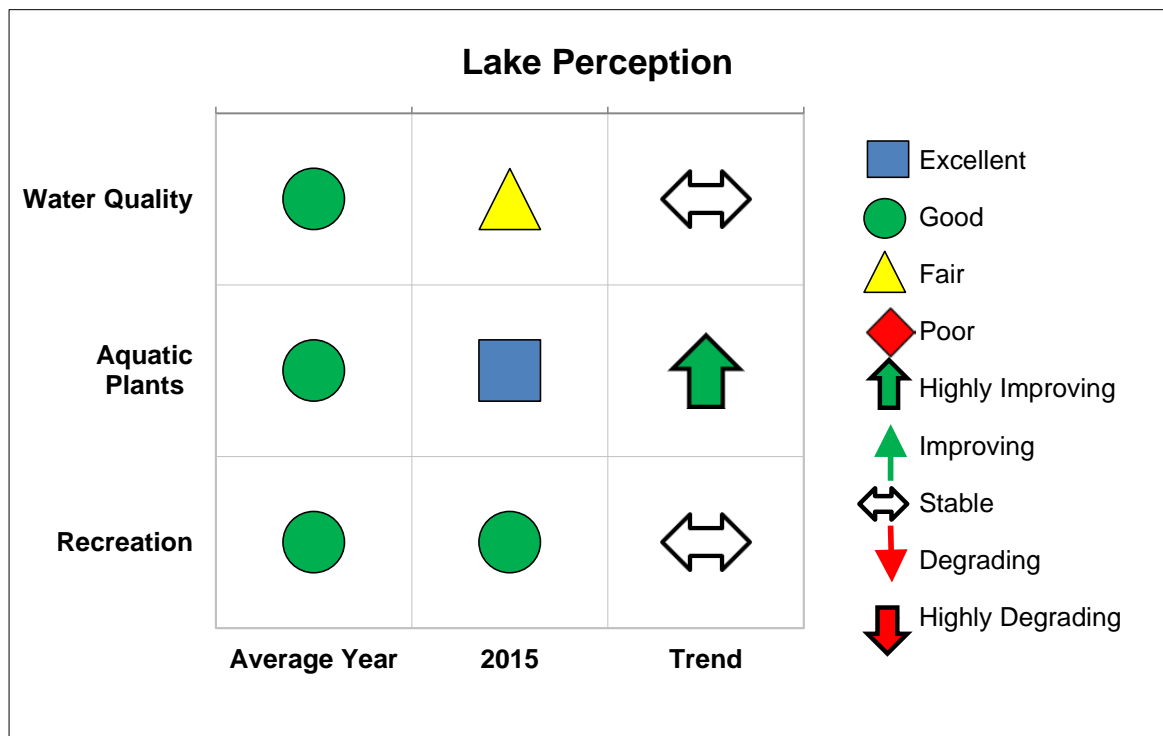 Lake Perception
Water Quality
Aquatic
Plants
Recreation
Average Year
2015
Trend
Excellent
Good
Fair
Poor
Highly Improving
Improving
Stable
Degrading
Highly Degrading